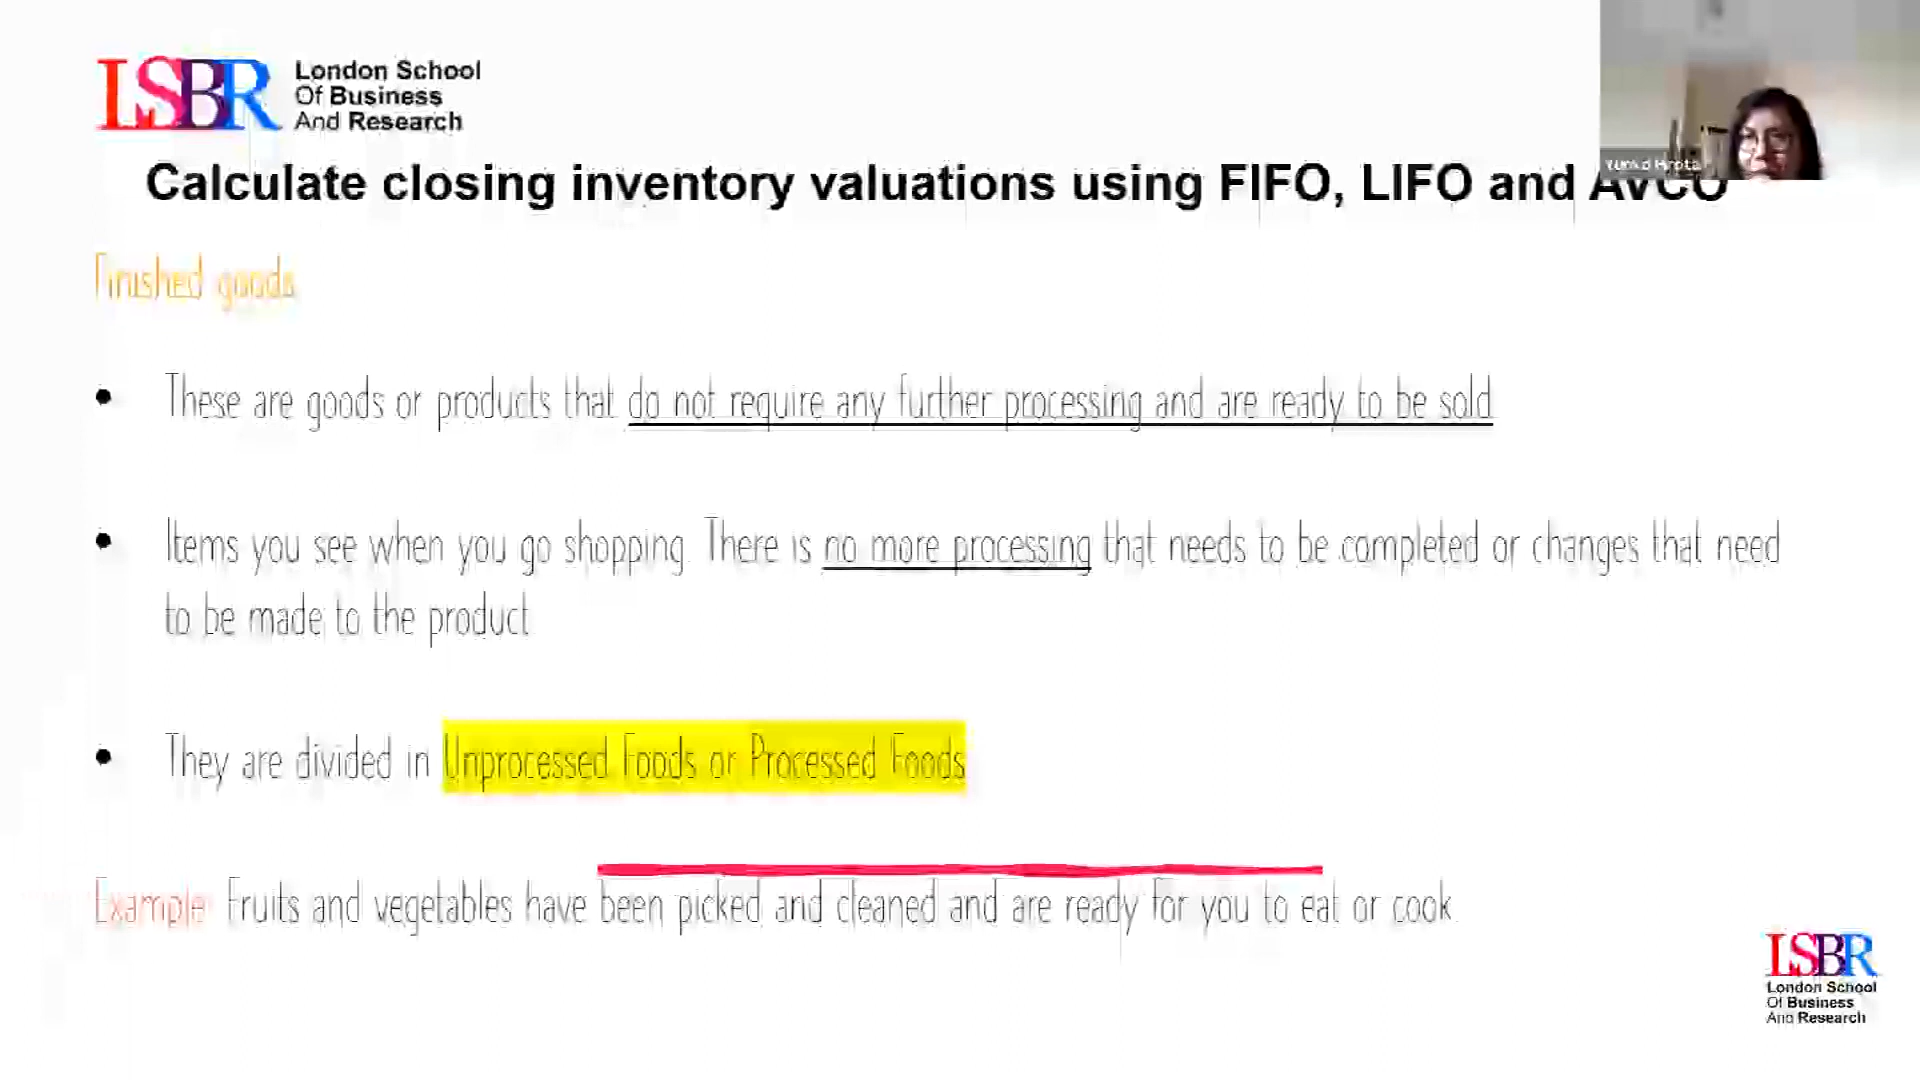 LSBR London School
Of Business
And Research
Calculate closing inventory valuations using FIFO, LIFO and AVCO
Finished goods
• These are goods or products that do not require any further processing and are ready to be sold
• Items you see when you go shopping. There is no more processing that needs to be completed or changes that need
to be made to the product
• They are divided in Unprocessed Foods or Processed Foods
Example: Fruits and vegetables have been picked and cleaned and are ready for you to eat or cook.
LSBR
London School
Of Business
And Research